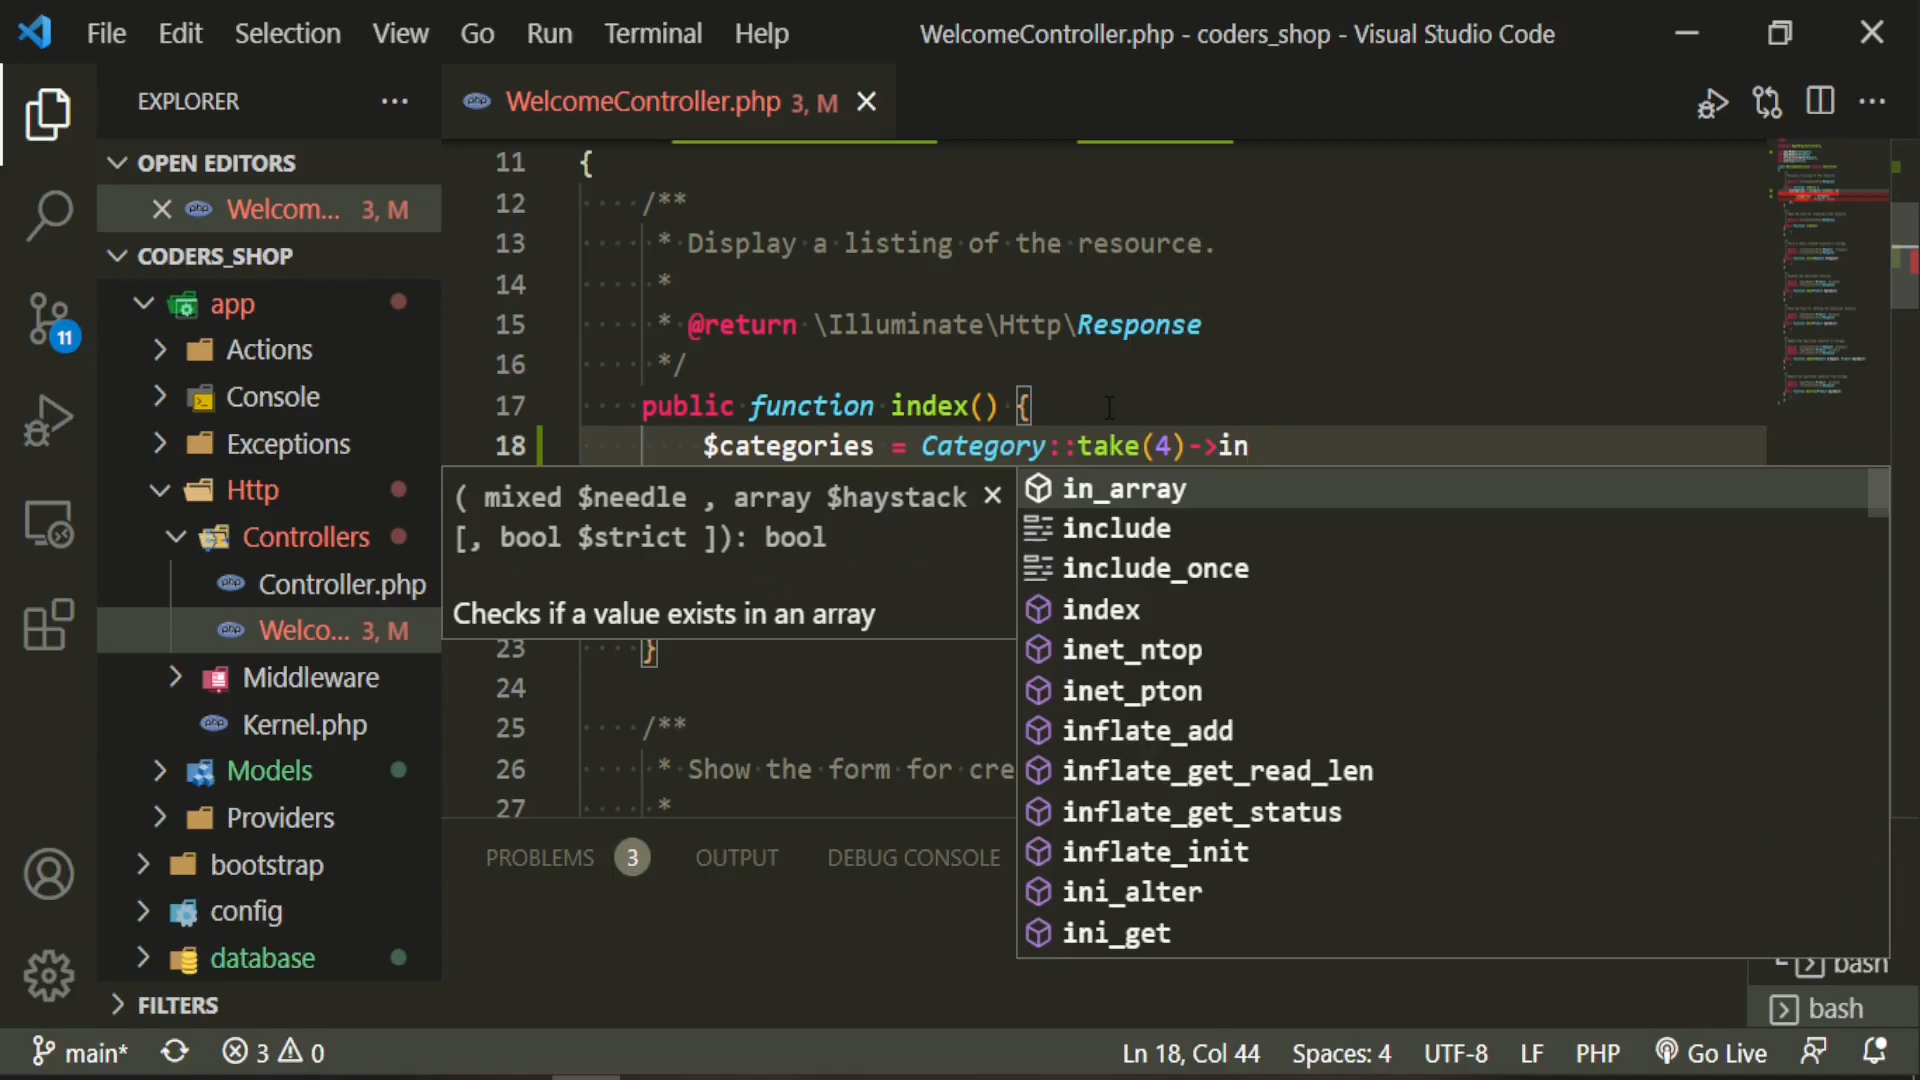 File Edit Selection View Go Run Terminal Help WelcomeController.php - coders_shop - Visual Studio Code
EXPLORER ···
WelcomeController.php 3, M
OPEN EDITORS
Welcom... 3, M
CODERS_SHOP
app
Actions
Console
Exceptions
Http
Controllers
Controller.php
Welco... 3, M
Middleware
Kernel.php
Models
Providers
bootstrap
config
database
FILTERS
11
11 {
12 /**
13 * Display a listing of the resource.
14 *
15 * @return \Illuminate\Http\Response
16 */
17 public function index() {
18 $categories = Category::take(4)->in
( mixed $needle , array $haystack
[, bool $strict ]): bool
Checks if a value exists in an array
in_array
include
include_once
index
inet_ntop
inet_pton
inflate_add
inflate_get_read_len
inflate_get_status
inflate_init
ini_alter
ini_get
23 }
24
25 /**
26 * Show the form for cre
27 *
PROBLEMS 3 OUTPUT DEBUG CONSOLE
bash
bash
main* 3 0 Ln 18, Col 44 Spaces: 4 UTF-8 LF PHP Go Live